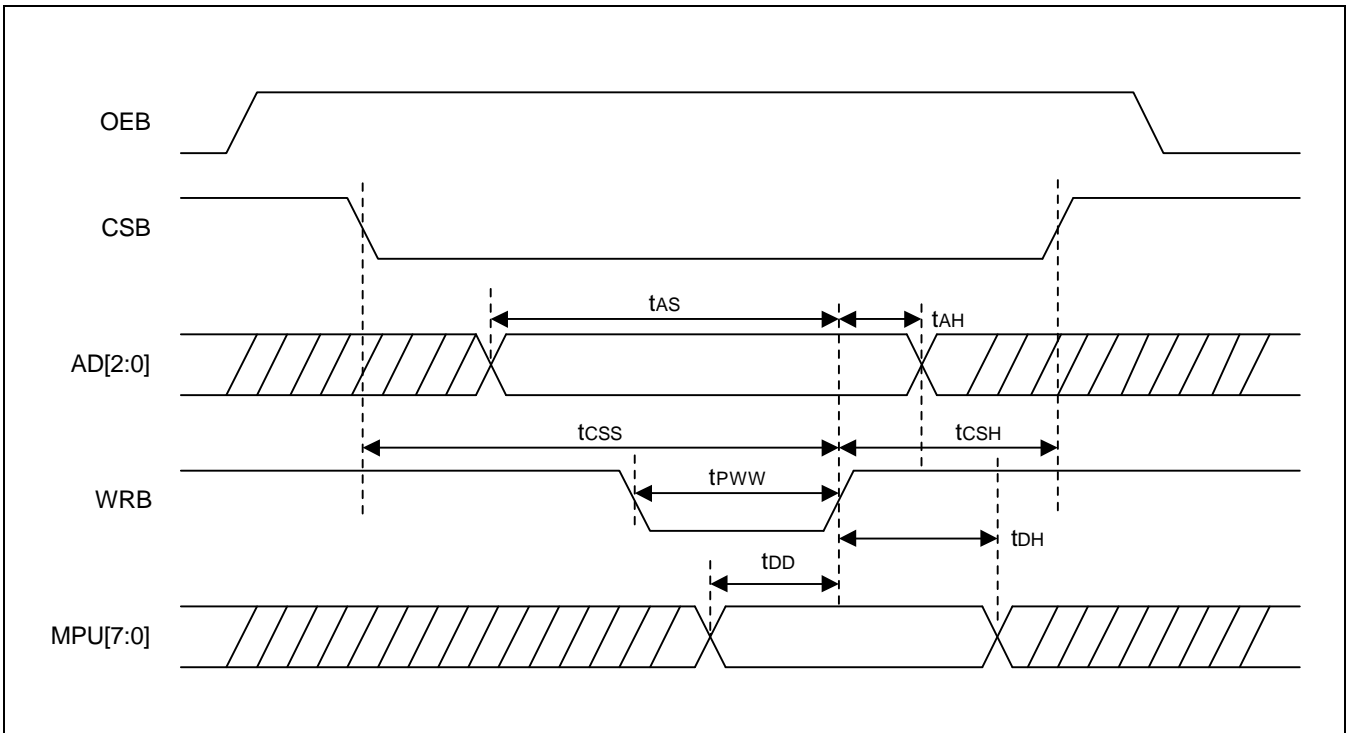 OEB
CSB
tAS
tAH
AD[2:0]
tCSS
tCSH
tPWW
WRB
tDH
tDD
MPU[7:0]